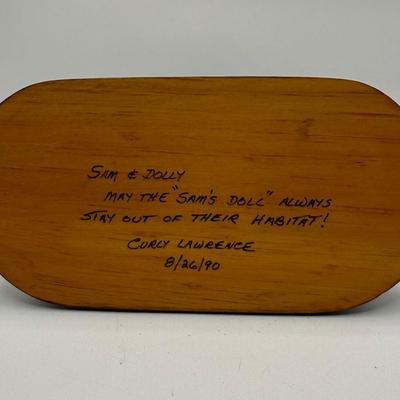 SAM & DOLLY
MAY THE "SAM'S DOLL" ALWAYS
STAY OUT OF THEIR HABITAT!
CURLY LAWRENCE
8/26/90